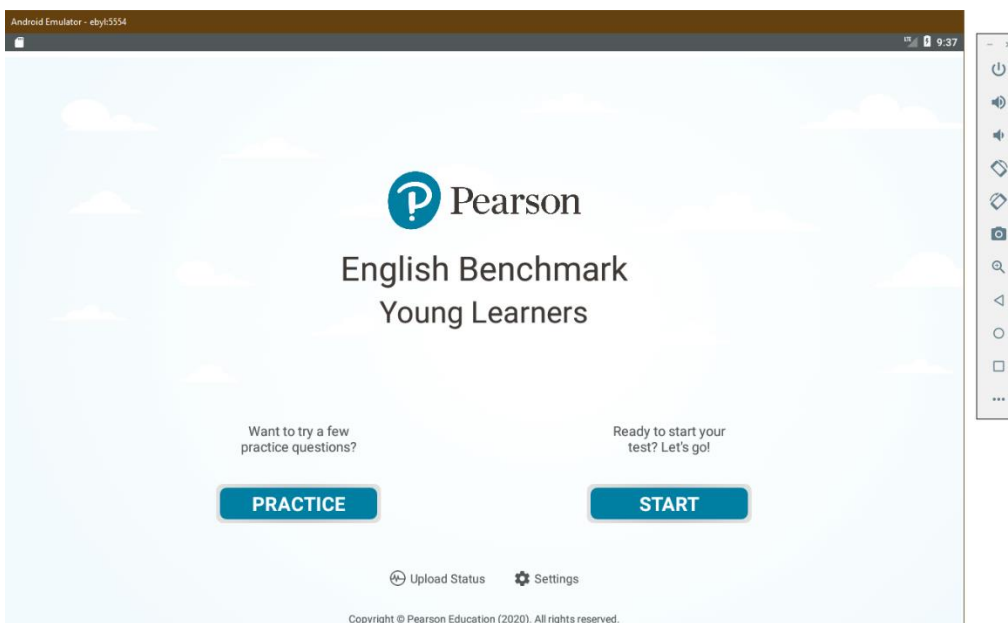 Android Emulator - ebyl:5554
LTE 9:37
Pearson
English Benchmark
Young Learners
Want to try a few
practice questions?
PRACTICE
Ready to start your
test? Let's go!
START
Upload Status
Settings
Copyright © Pearson Education (2020). All rights reserved.